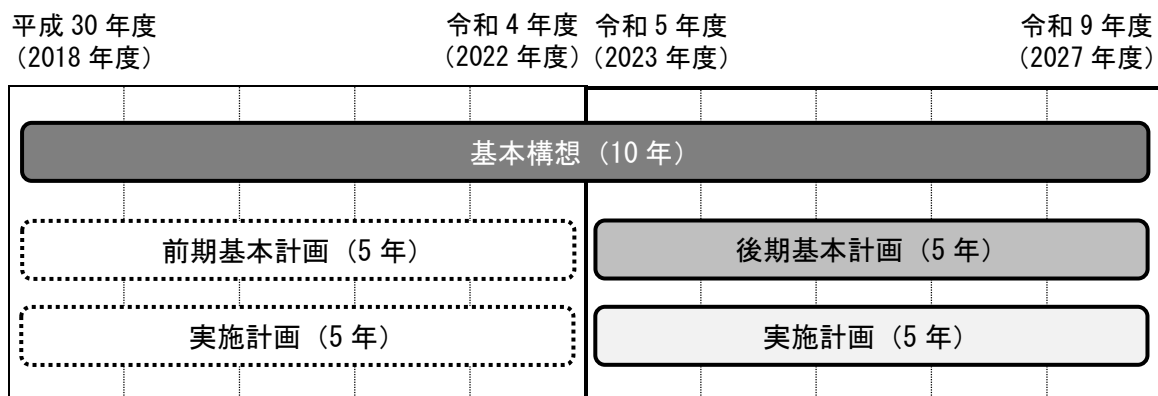 平成 30 年度
（2018 年度）
令和 4 年度
（2022 年度）
令和 5 年度
（2023 年度）
令和 9 年度
（2027 年度）
基本構想（10 年）
前期基本計画（5 年）
後期基本計画（5 年）
実施計画（5 年）
実施計画（5 年）